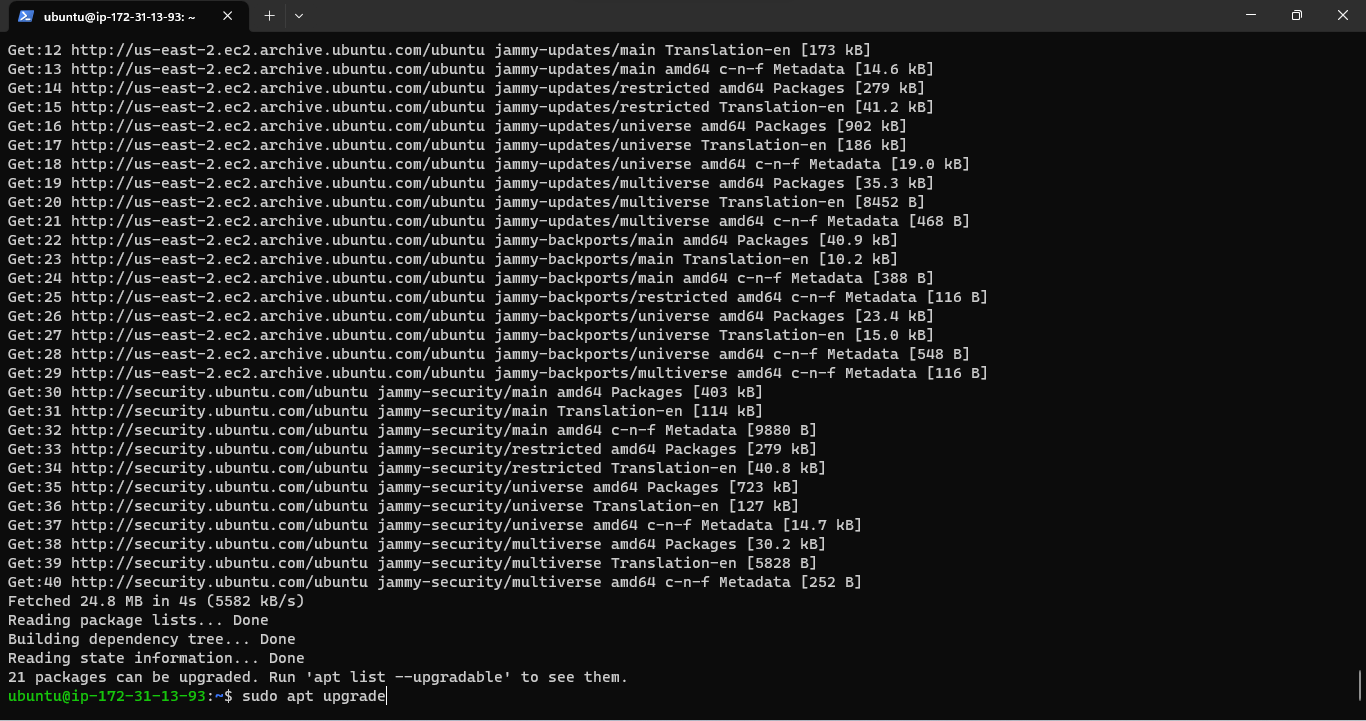 ubuntu@ip-172-31-13-93: ~
Get:12 http://us-east-2.ec2.archive.ubuntu.com/ubuntu jammy-updates/main Translation-en [173 kB]
Get:13 http://us-east-2.ec2.archive.ubuntu.com/ubuntu jammy-updates/main amd64 c-n-f Metadata [14.6 kB]
Get:14 http://us-east-2.ec2.archive.ubuntu.com/ubuntu jammy-updates/restricted amd64 Packages [279 kB]
Get:15 http://us-east-2.ec2.archive.ubuntu.com/ubuntu jammy-updates/restricted Translation-en [41.2 kB]
Get:16 http://us-east-2.ec2.archive.ubuntu.com/ubuntu jammy-updates/universe amd64 Packages [902 kB]
Get:17 http://us-east-2.ec2.archive.ubuntu.com/ubuntu jammy-updates/universe Translation-en [186 kB]
Get:18 http://us-east-2.ec2.archive.ubuntu.com/ubuntu jammy-updates/universe amd64 c-n-f Metadata [19.0 kB]
Get:19 http://us-east-2.ec2.archive.ubuntu.com/ubuntu jammy-updates/multiverse amd64 Packages [35.3 kB]
Get:20 http://us-east-2.ec2.archive.ubuntu.com/ubuntu jammy-updates/multiverse Translation-en [8452 B]
Get:21 http://us-east-2.ec2.archive.ubuntu.com/ubuntu jammy-updates/multiverse amd64 c-n-f Metadata [468 B]
Get:22 http://us-east-2.ec2.archive.ubuntu.com/ubuntu jammy-backports/main amd64 Packages [40.9 kB]
Get:23 http://us-east-2.ec2.archive.ubuntu.com/ubuntu jammy-backports/main Translation-en [10.2 kB]
Get:24 http://us-east-2.ec2.archive.ubuntu.com/ubuntu jammy-backports/main amd64 c-n-f Metadata [388 B]
Get:25 http://us-east-2.ec2.archive.ubuntu.com/ubuntu jammy-backports/restricted amd64 c-n-f Metadata [116 B]
Get:26 http://us-east-2.ec2.archive.ubuntu.com/ubuntu jammy-backports/universe amd64 Packages [23.4 kB]
Get:27 http://us-east-2.ec2.archive.ubuntu.com/ubuntu jammy-backports/universe Translation-en [15.0 kB]
Get:28 http://us-east-2.ec2.archive.ubuntu.com/ubuntu jammy-backports/universe amd64 c-n-f Metadata [548 B]
Get:29 http://us-east-2.ec2.archive.ubuntu.com/ubuntu jammy-backports/multiverse amd64 c-n-f Metadata [116 B]
Get:30 http://security.ubuntu.com/ubuntu jammy-security/main amd64 Packages [403 kB]
Get:31 http://security.ubuntu.com/ubuntu jammy-security/main Translation-en [114 kB]
Get:32 http://security.ubuntu.com/ubuntu jammy-security/main amd64 c-n-f Metadata [9880 B]
Get:33 http://security.ubuntu.com/ubuntu jammy-security/restricted amd64 Packages [279 kB]
Get:34 http://security.ubuntu.com/ubuntu jammy-security/restricted Translation-en [40.8 kB]
Get:35 http://security.ubuntu.com/ubuntu jammy-security/universe amd64 Packages [723 kB]
Get:36 http://security.ubuntu.com/ubuntu jammy-security/universe Translation-en [127 kB]
Get:37 http://security.ubuntu.com/ubuntu jammy-security/universe amd64 c-n-f Metadata [14.7 kB]
Get:38 http://security.ubuntu.com/ubuntu jammy-security/multiverse amd64 Packages [30.2 kB]
Get:39 http://security.ubuntu.com/ubuntu jammy-security/multiverse Translation-en [5828 B]
Get:40 http://security.ubuntu.com/ubuntu jammy-security/multiverse amd64 c-n-f Metadata [252 B]
Fetched 24.8 MB in 4s (5582 kB/s)
Reading package lists... Done
Building dependency tree... Done
Reading state information... Done
21 packages can be upgraded. Run 'apt list --upgradable' to see them.
ubuntu@ip-172-31-13-93:~$ sudo apt upgrade